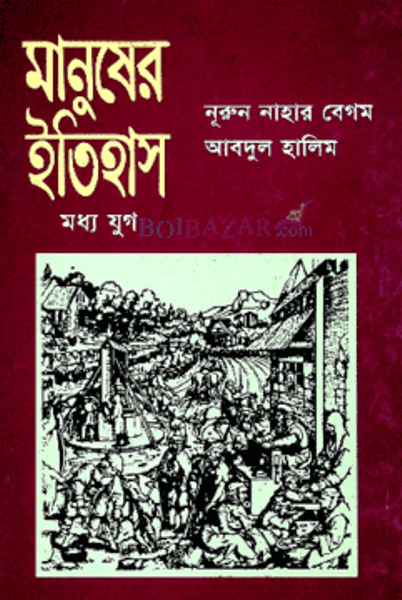 মানুষের
ইতিহাস
মধ্য যুগ
নূরুন নাহার বেগম
আবদুল হালিম
BOIBAZAR.com